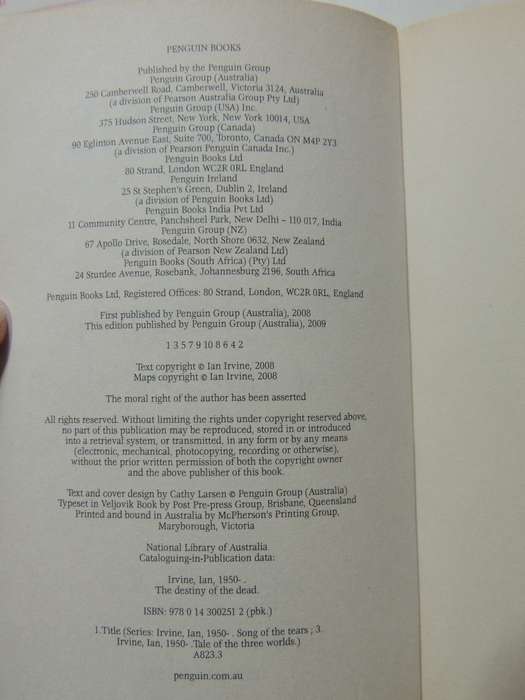 PENGUIN BOOKS
Published by the Penguin Group
Penguin Group (Australia)
250 Camberwell Road, Camberwell, Victoria 3124, Australia
(a division of Pearson Australia Group Pty Ltd)
Penguin Group (USA) Inc.
375 Hudson Street, New York, New York 10014, USA
Penguin Group (Canada)
90 Eglinton Avenue East, Suite 700, Toronto, Canada ON M4P 2Y3
(a division of Pearson Penguin Canada Inc.)
Penguin Books Ltd
80 Strand, London WC2R 0RL England
Penguin Ireland
25 St Stephen's Green, Dublin 2, Ireland
(a division of Penguin Books Ltd)
Penguin Books India Pvt Ltd
11 Community Centre, Panchsheel Park, New Delhi – 110 017, India
Penguin Group (NZ)
67 Apollo Drive, Rosedale, North Shore 0632, New Zealand
(a division of Pearson New Zealand Ltd)
Penguin Books (South Africa) (Pty) Ltd
24 Sturdee Avenue, Rosebank, Johannesburg 2196, South Africa
Penguin Books Ltd, Registered Offices: 80 Strand, London, WC2R 0RL, England
First published by Penguin Group (Australia), 2008
This edition published by Penguin Group (Australia), 2009
1 3 5 7 9 10 8 6 4 2
Text copyright © Ian Irvine, 2008
Maps copyright © Ian Irvine, 2008
The moral right of the author has been asserted
All rights reserved. Without limiting the rights under copyright reserved above,
no part of this publication may be reproduced, stored in or introduced
into a retrieval system, or transmitted, in any form or by any means
(electronic, mechanical, photocopying, recording or otherwise),
without the prior written permission of both the copyright owner
and the above publisher of this book.
Text and cover design by Cathy Larsen © Penguin Group (Australia)
Typeset in Veljovik Book by Post Pre-press Group, Brisbane, Queensland
Printed and bound in Australia by McPherson's Printing Group,
Maryborough, Victoria
National Library of Australia
Cataloguing-in-Publication data:
Irvine, Ian, 1950- .
The destiny of the dead.
ISBN: 978 0 14 300251 2 (pbk.)
1.Title (Series: Irvine, Ian, 1950- . Song of the tears ; 3.
Irvine, Ian, 1950- .Tale of the three worlds.)
A823.3
penguin.com.au